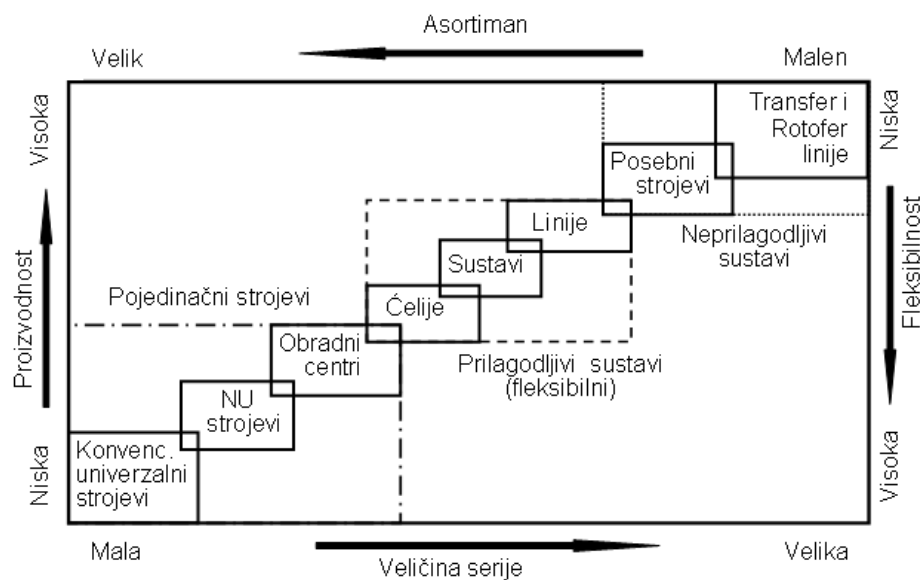 Asortiman
Velik
Malen
Visoka
Niska
Transfer i
Rotofer
linije
Posebni
strojevi
Linije
Neprilagodljivi
sustavi
Sustavi
Pojedinačni strojevi
Ćelije
Proizvodnost
Fleksibilnost
Obradni
centri
Prilagodljivi sustavi
(fleksibilni)
NU
strojevi
Konvenc.
univerzalni
strojevi
Niska
Visoka
Mala
Veličina serije
Velika